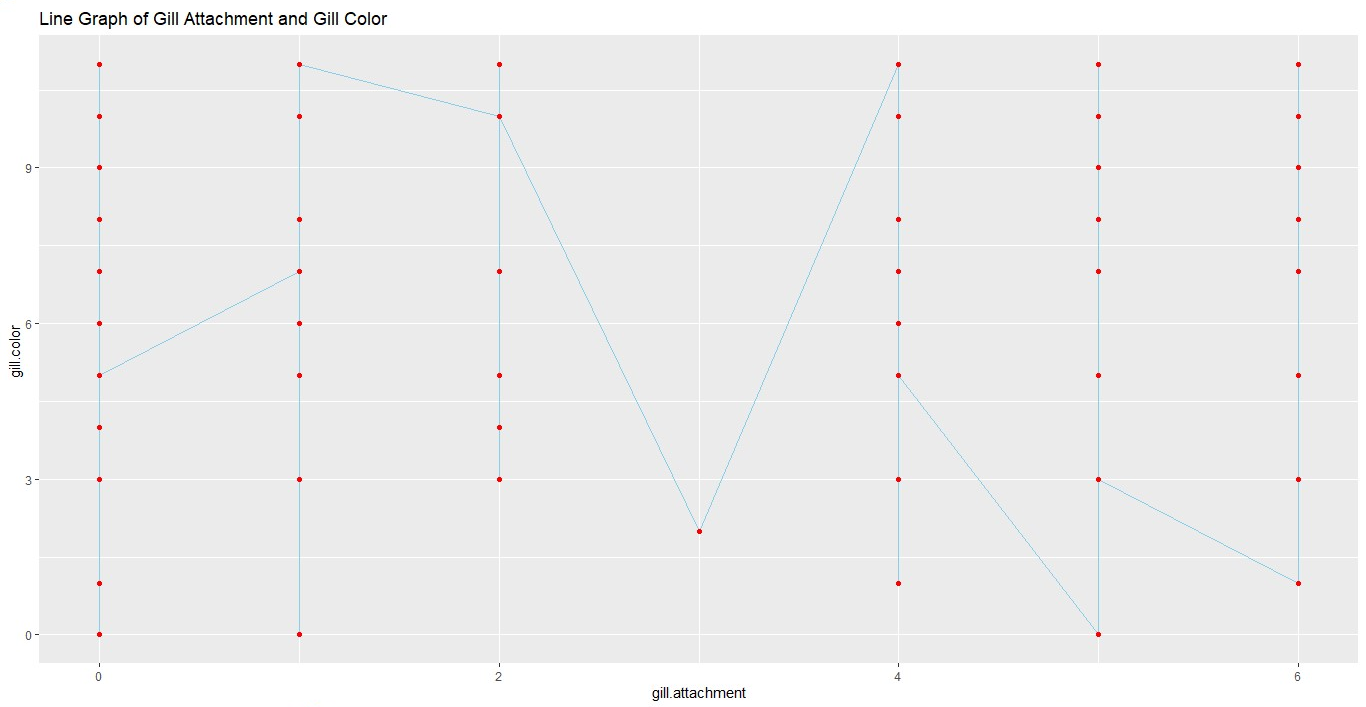 Line Graph of Gill Attachment and Gill Color
gill.color
9
6
3
0
0 2 4 6
gill.attachment